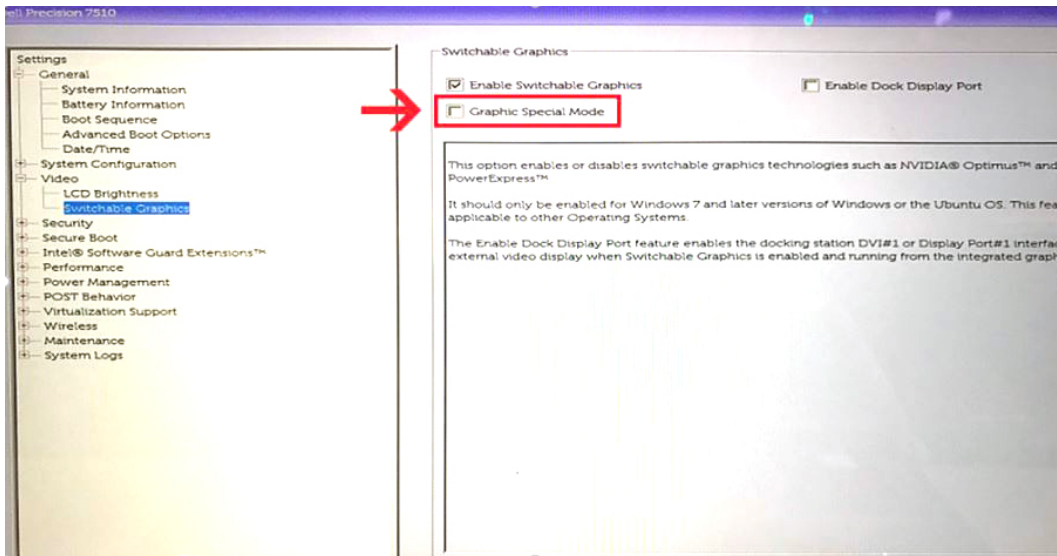 ell Precision 7510
Settings
General
System Information
Battery Information
Boot Sequence
Advanced Boot Options
Date/Time
System Configuration
Video
LCD Brightness
Switchable Graphics
Security
Secure Boot
Intel® Software Guard Extensions™
Performance
Power Management
POST Behavior
Virtualization Support
Wireless
Maintenance
System Logs
Switchable Graphics
Enable Switchable Graphics
Enable Dock Display Port
Graphic Special Mode
This option enables or disables switchable graphics technologies such as NVIDIA® Optimus™ and
PowerExpress™
It should only be enabled for Windows 7 and later versions of Windows or the Ubuntu OS. This fea
applicable to other Operating Systems.
The Enable Dock Display Port feature enables the docking station DVI#1 or Display Port#1 interfac
external video display when Switchable Graphics is enabled and running from the integrated graph